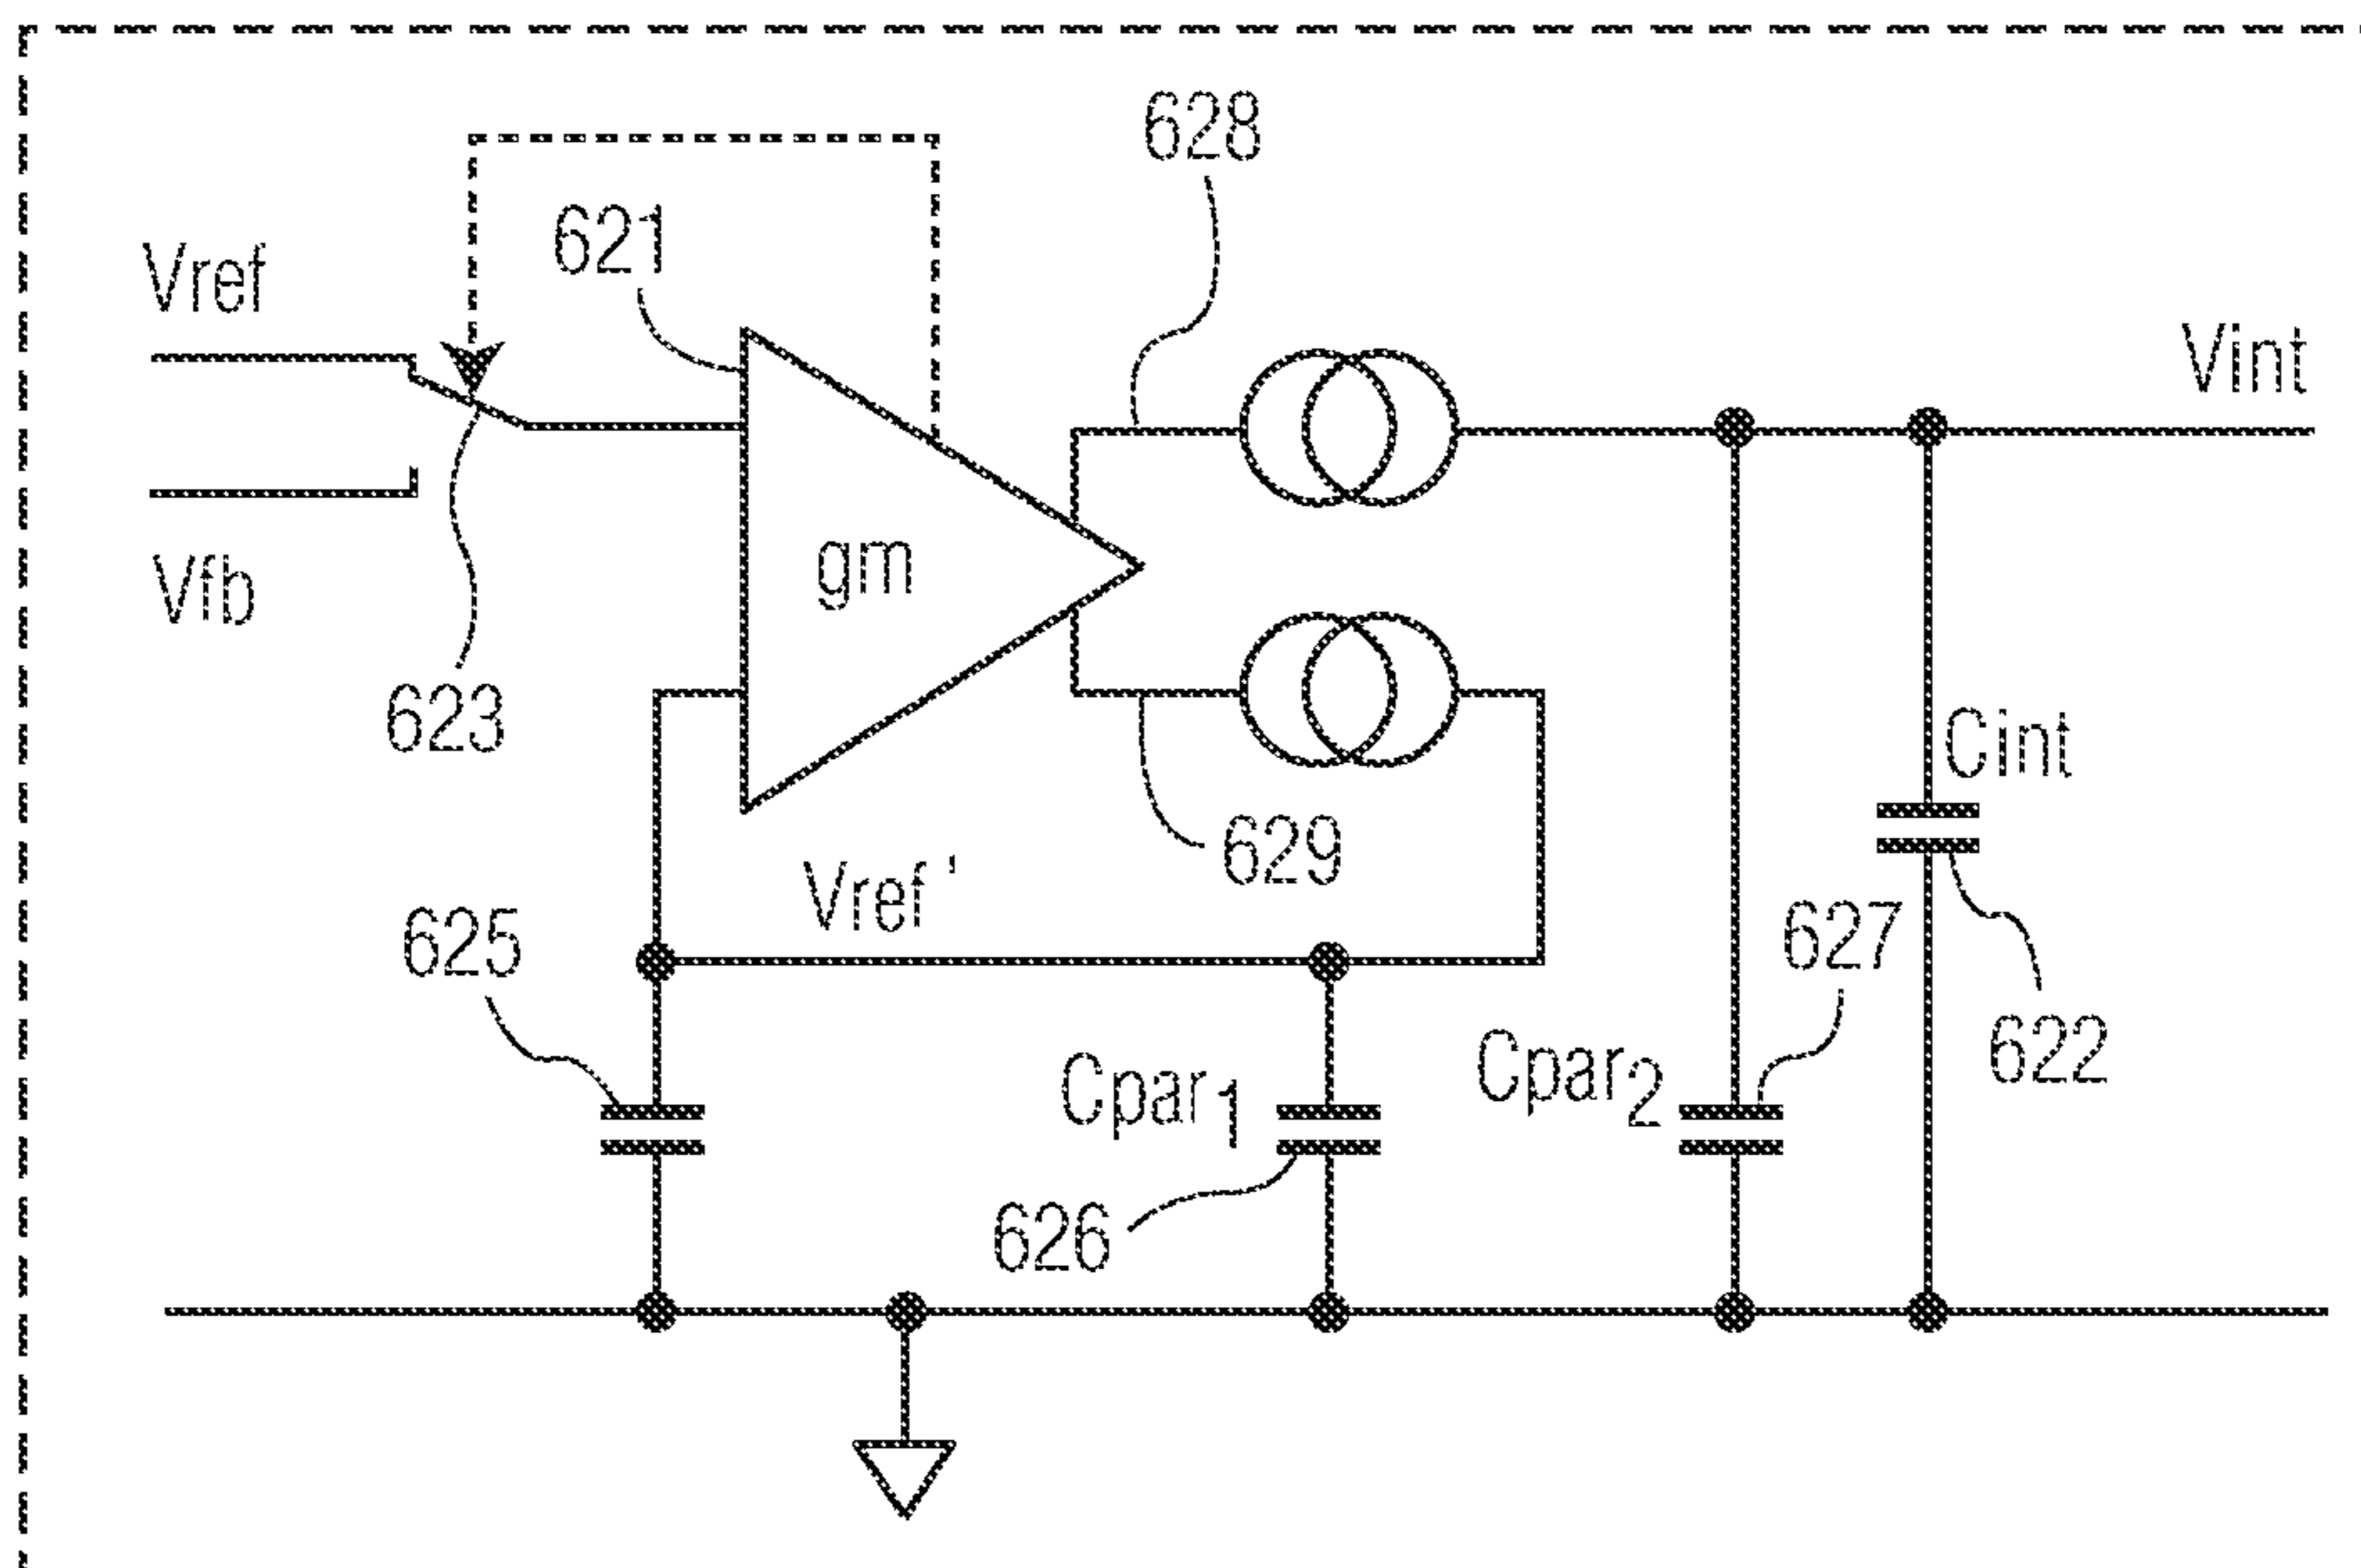 628
621
Vref
Vint
Vfb
gm
623
Cint
629
Vref'
625
627
622
Cpar1
Cpar2
626